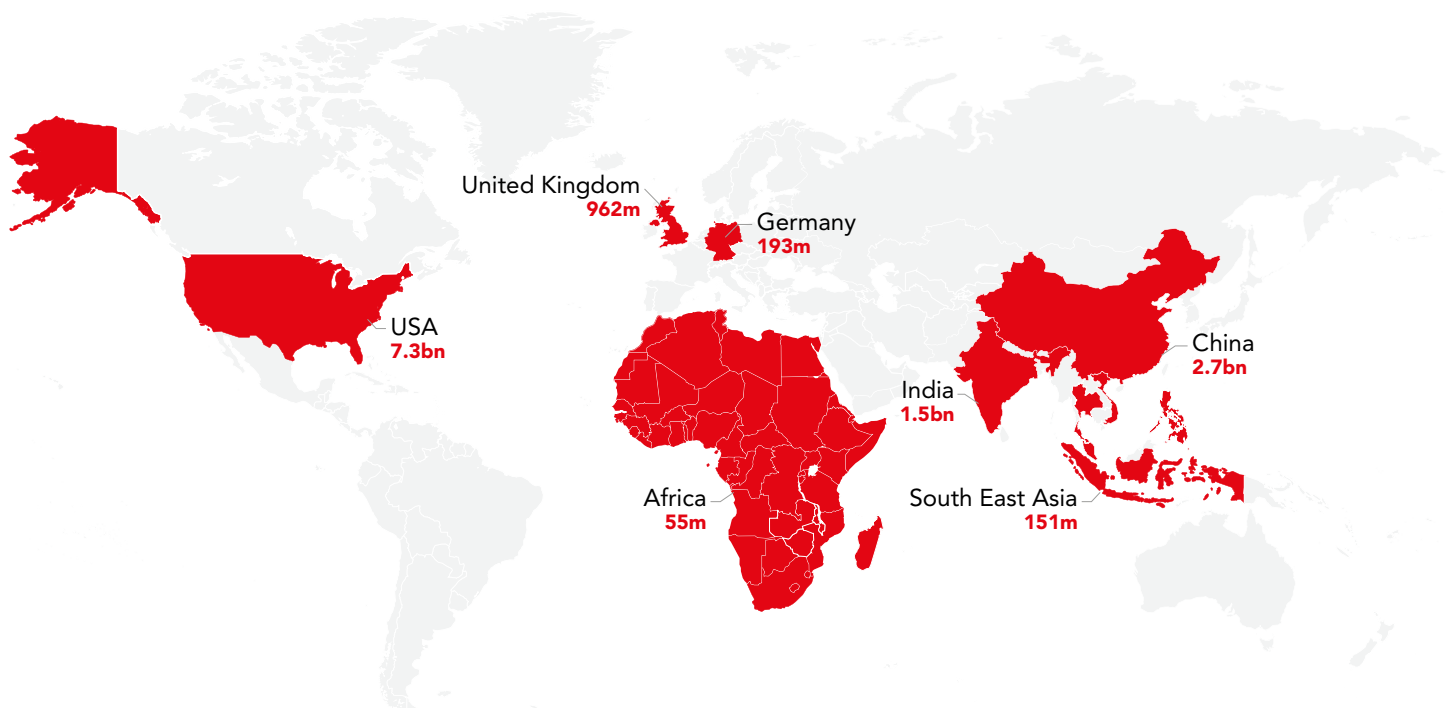 United Kingdom
962m
Germany
193m
USA
7.3bn
China
2.7bn
India
1.5bn
Africa
55m
South East Asia
151m